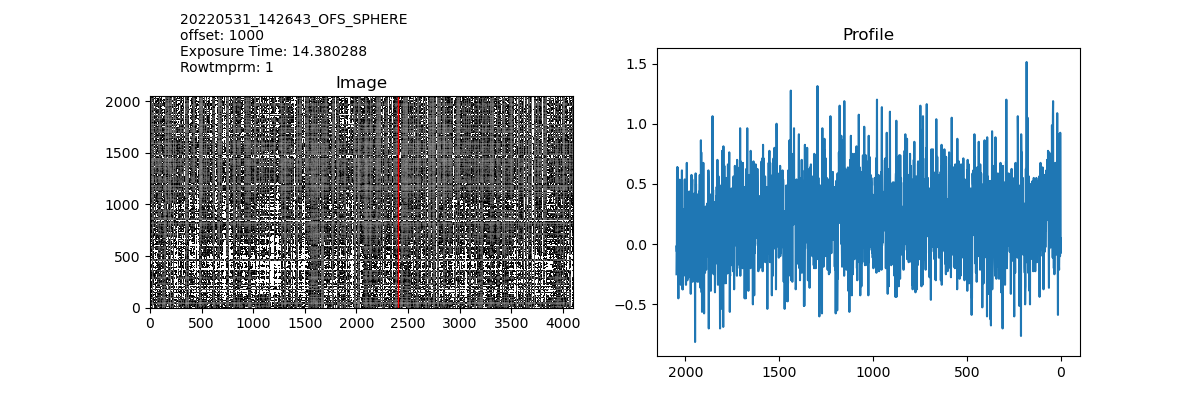 20220531_142643_OFS_SPHERE
offset: 1000
Exposure Time: 14.380288
Rowtmprm: 1
Image
2000
1500
1000
500
0
0 500 1000 1500 2000 2500 3000 3500 4000
Profile
1.5
1.0
0.5
0.0
−0.5
2000 1500 1000 500 0